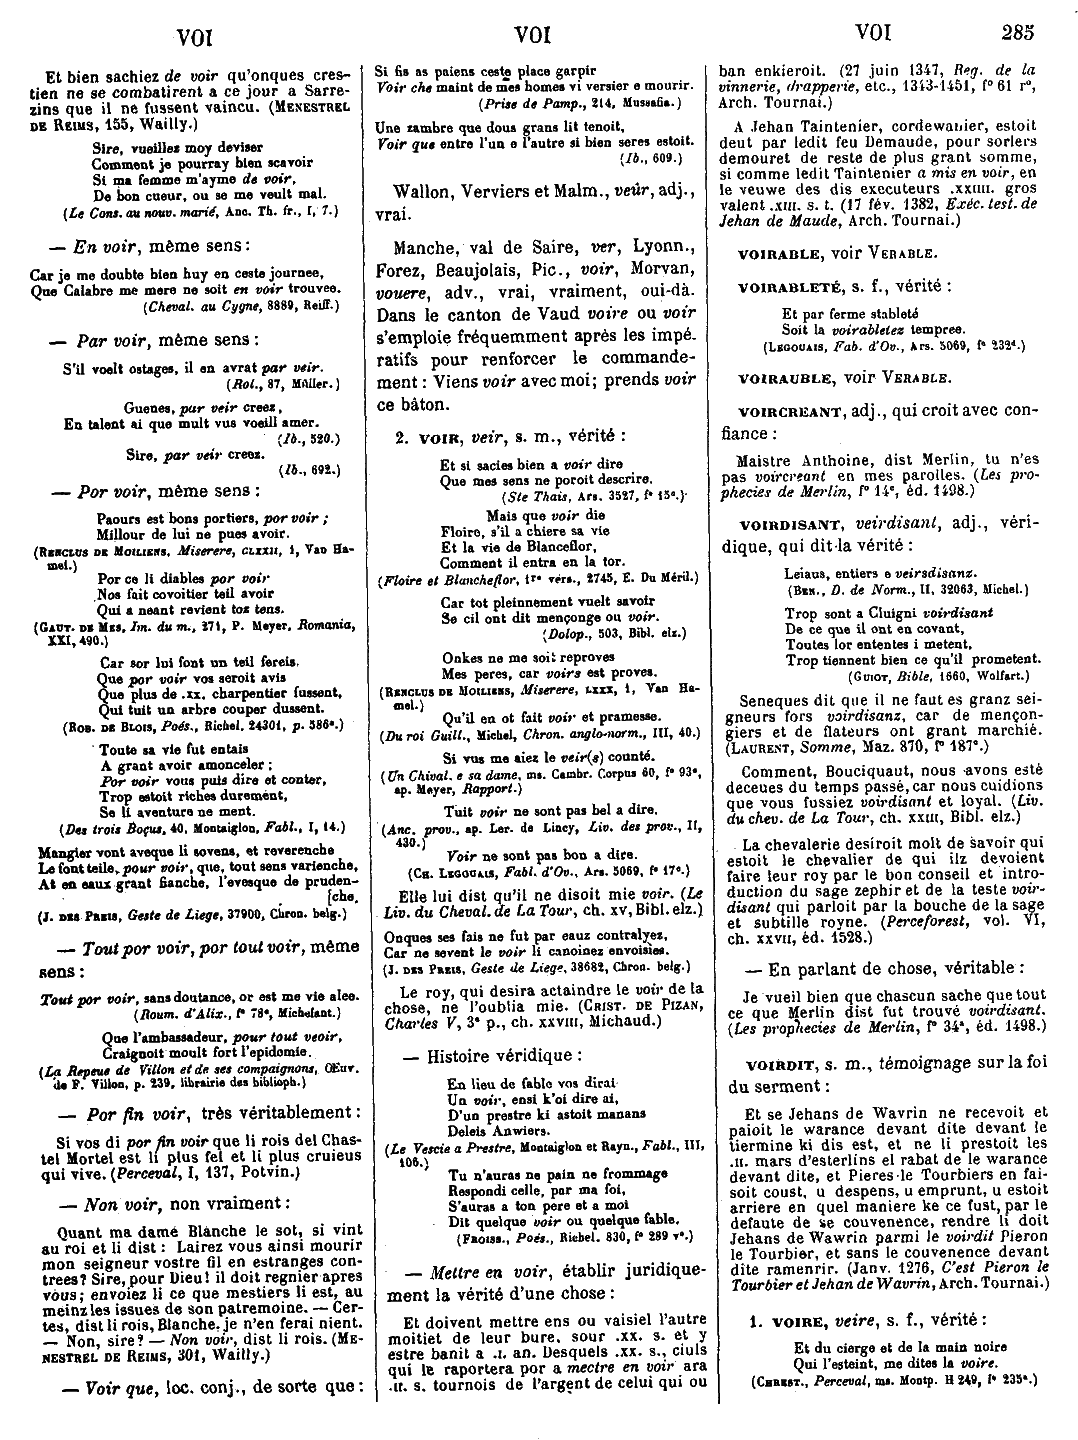 VOI
VOI
VOI 285
Et bien sachiez de voir qu'onques cres-
tien ne se combatirent a ce jour a Sarre-
zins que il ne fussent vaincu. (MENESTREL
DE REIMS, 155, Wailly.)
Sire, vueillez moy deviser
Comment je pourray bien scavoir
Si ma femme m'ayme de voir,
De bon cueur, ou se me veult mal.
(Le Cons. au nouv. marié, Anc. Th. fr., I, 7.)
— En voir, même sens :
Car je me doubte bien huy en ceste journee,
Que Calabre me mere ne soit en voir trouvee.
(Cheval. au Cygne, 8889, Reiff.)
— Par voir, même sens :
S'il voelt ostages, il en avrat par veir.
(Rol., 87, Müller.)
Guenes, par veir creez,
En talent ai que mult vus voeill amer.
(Ib., 520.)
Sire, par veir creez.
(Ib., 692.)
— Por voir, même sens :
Paours est bons portiers, por voir ;
Millour de lui ne pues avoir.
(RENCLUS DE MOILIENS, Miserere, CLXXII, 1, Van Ha-
mel.)
Por ce li diables por voir
Nos fait covoitier teil avoir
Qui a neant revient toz tens.
(GAUT. DE MES, Im. du m., 271, P. Meyer, Romania,
XXI, 490.)
Car sor lui font un teil fereis,
Que por voir vos seroit avis
Que plus de .xx. charpentier fussent,
Qui tuit un arbre couper dussent.
(ROB. DE BLOIS, Poés., Richel. 24301, p. 586ª.)
Toute sa vie fut entais
A grant avoir amonceler ;
Por voir vous puis dire et conter,
Trop estoit riches durement,
Se li aventure ne ment.
(Des trois Boçus, 40, Montaiglon, Fabl., I, 14.)
Mangier vont aveque li sovens, et reverenche
Le font teile, pour voir, que, tout sens varienche,
At en eaux grant fianche, l'evesque de pruden-
[che.
(J. DES PREIS, Geste de Liege, 37900, Chron. belg.)
— Tout por voir, por tout voir, même
sens :
Tout por voir, sans doutance, or est me vie alee.
(Roum. d'Alix., fº 78ª, Michelant.)
Que l'ambassadeur, pour tout veoir,
Craignoit moult fort l'epidomie.
(La Repeue de Villon et de ses compaignons, Œuv.
de F. Villon, p. 239, librairie des biblioph.)
— Por fin voir, très véritablement :
Si vos di por fin voir que li rois del Chas-
tel Mortel est li plus fel et li plus cruieus
qui vive. (Perceval, I, 137, Potvin.)
— Non voir, non vraiment :
Quant ma dame Blanche le sot, si vint
au roi et li dist : Lairez vous ainsi mourir
mon seigneur vostre fil en estranges con-
trees? Sire, pour Dieu! il doit regnier apres
vous; envoiez li ce que mestiers li est, au
meinz les issues de son patremoine. — Cer-
tes, dist li rois, Blanche, je n'en ferai nient.
— Non, sire? — Non voir, dist li rois. (ME-
NESTREL DE REIMS, 301, Wailly.)
— Voir que, loc. conj., de sorte que :
Si fis as paiens ceste place garpir
Voir che maint de mes homes vi versier e mourir.
(Prise de Pamp., 214, Mussafia.)
Une zambre que dous grans lit tenoit,
Voir que entre l'un e l'autre si bien seres estoit.
(Ib., 609.)
Wallon, Verviers et Malm., veûr, adj.,
vrai.
Manche, val de Saire, ver, Lyonn.,
Forez, Beaujolais, Pic., voir, Morvan,
vouere, adv., vrai, vraiment, oui-dà.
Dans le canton de Vaud voire ou voir
s'emploie fréquemment après les impé-
ratifs pour renforcer le commande-
ment : Viens voir avec moi; prends voir
ce bâton.
2. VOIR, veir, s. m., vérité :
Et si sacies bien a voir dire
Que mes sens ne poroit descrire.
(Ste Thais, Ars. 3527, fº 15ª.)
Mais que voir die
Floire, s'il a chiere sa vie
Et la vie de Blanceflor,
Comment il entra en la tor.
(Floire et Blancheflor, 1re vers., 2745, E. Du Méril.)
Car tot pleinnement vuelt savoir
Se cil ont dit mençonge ou voir.
(Dolop., 503, Bibl. elz.)
Onkes ne me soit reproves
Mes peres, car voirs est proves.
(RENCLUS DE MOILIENS, Miserere, LXXX, 1, Van Ha-
mel.)
Qu'il en ot fait voir et pramesse.
(Du roi Guill., Michel, Chron. anglo-norm., III, 40.)
Si vus me aiez le veir(s) counté.
(Un Chival. e sa dame, ms. Cambr. Corpus 50, fº 93ª,
ap. Meyer, Rapport.)
Tuit voir ne sont pas bel a dire.
(Anc. prov., ap. Ler. de Lincy, Liv. des prov., II,
430.)
Voir ne sont pas bon a dire.
(CH. LEGOUAIS, Fabl. d'Ov., Ars. 5069, fº 17ª.)
Elle lui dist qu'il ne disoit mie voir. (Le
Liv. du Cheval. de La Tour, ch. XV, Bibl. elz.)
Onques ses fais ne fut par eauz contralyez,
Car ne sevent le voir li canoinez envoisies.
(J. DES PREIS, Geste de Liege, 38682, Chron. belg.)
Le roy, qui desira actaindre le voir de la
chose, ne l'oublia mie. (CRIST. DE PIZAN,
Charles V, 3ª p., ch. XXVIII, Michaud.)
— Histoire véridique :
En lieu de fable vos dirai
Un voir, ensi k'oi dire ai,
D'un prestre ki astoit manans
Deleis Anwiers.
(Le Vescie a Prestre, Montaiglon et Rayn., Fabl., III,
106.)
Tu n'auras ne pain ne frommage
Respondi celle, par ma foi,
S'auras a ton pere et a moi
Dit quelque voir ou quelque fable.
(FROISS., Poés., Richel. 830, fº 289 vº.)
— Mettre en voir, établir juridique-
ment la vérité d'une chose :
Et doivent mettre ens ou vaisiel l'autre
moitiet de leur bure, sour .xx. s. et y
estre banit a .I. an. Desquels .xx. s., ciuls
qui le raportera por a mectre en voir ara
.II. s. tournois de l'argent de celui qui ou
ban enkieroit. (27 juin 1347, Reg. de la
vinnerie, drapperie, etc., 1343-1451, fº 61 rº,
Arch. Tournai.)
A Jehan Taintenier, cordewanier, estoit
deut par ledit feu Demaude, pour sorlers
demouret de reste de plus grant somme,
si comme ledit Taintenier a mis en voir, en
le veuwe des dis executeurs .XXIII. gros
valent .XIII. s. t. (17 fév. 1382, Exéc. test. de
Jehan de Maude, Arch. Tournai.)
VOIRABLE, voir VERABLE.
VOIRABLETÉ, s. f., vérité :
Et par ferme stableté
Soit la voirabletez tempree.
(LEGOUAIS, Fab. d'Ov., Ars. 5069, fº 232ᵈ.)
VOIRAUBLE, voir VERABLE.
VOIRCREANT, adj., qui croit avec con-
fiance :
Maistre Anthoine, dist Merlin, tu n'es
pas voircreant en mes parolles. (Les pro-
phecies de Merlin, fº 14ª, éd. 1498.)
VOIRDISANT, veirdisant, adj., véri-
dique, qui dit la vérité :
Leiaus, entiers e veirsdisanz.
(BEN., D. de Norm., II, 32063, Michel.)
Trop sont a Cluigni voirdisant
De ce que il ont en covant,
Toutes lor ententes i metent,
Trop tiennent bien ce qu'il prometent.
(GUIOT, Bible, 1660, Wolfart.)
Seneques dit que il ne faut es granz sei-
gneurs fors voirdisanz, car de mençon-
giers et de flateurs ont grant marchié.
(LAURENT, Somme, Maz. 870, fº 187ª.)
Comment, Bouciquaut, nous avons esté
deceues du temps passé, car nous cuidions
que vous fussiez voirdisant et loyal. (Liv.
du chev. de La Tour, ch. XXIII, Bibl. elz.)
La chevalerie desiroit molt de savoir qui
estoit le chevalier de qui ilz devoient
faire leur roy par le bon conseil et intro-
duction du sage zephir et de la teste voir-
disant qui parloit par la bouche de la sage
et subtille royne. (Perceforest, vol. VI,
ch. XXVII, éd. 1528.)
— En parlant de chose, véritable :
Je vueil bien que chascun sache que tout
ce que Merlin dist fut trouvé voirdisant.
(Les prophecies de Merlin, fº 34ª, éd. 1498.)
VOIRDIT, s. m., témoignage sur la foi
du serment :
Et se Jehans de Wavrin ne recevoit et
paioit le warance devant dite devant le
tiermine ki dis est, et ne li prestoit les
.II. mars d'esterlins el rabat de le warance
devant dite, et Pieres le Tourbiers en fai-
soit coust, u despens, u emprunt, u estoit
arriere en quel maniere ke ce fust, par le
defaute de se couvenence, rendre li doit
Jehans de Wawrin parmi le voirdit Pieron
le Tourbier, et sans le couvenence devant
dite ramenrir. (Janv. 1276, C'est Pieron le
Tourbier et Jehan de Wavrin, Arch. Tournai.)
1. VOIRE, veire, s. f., vérité :
Et du cierge et de la main noire
Qui l'esteint, me dites la voire.
(CHREST., Perceval, ms. Montp. H 249, fº 235ª.)